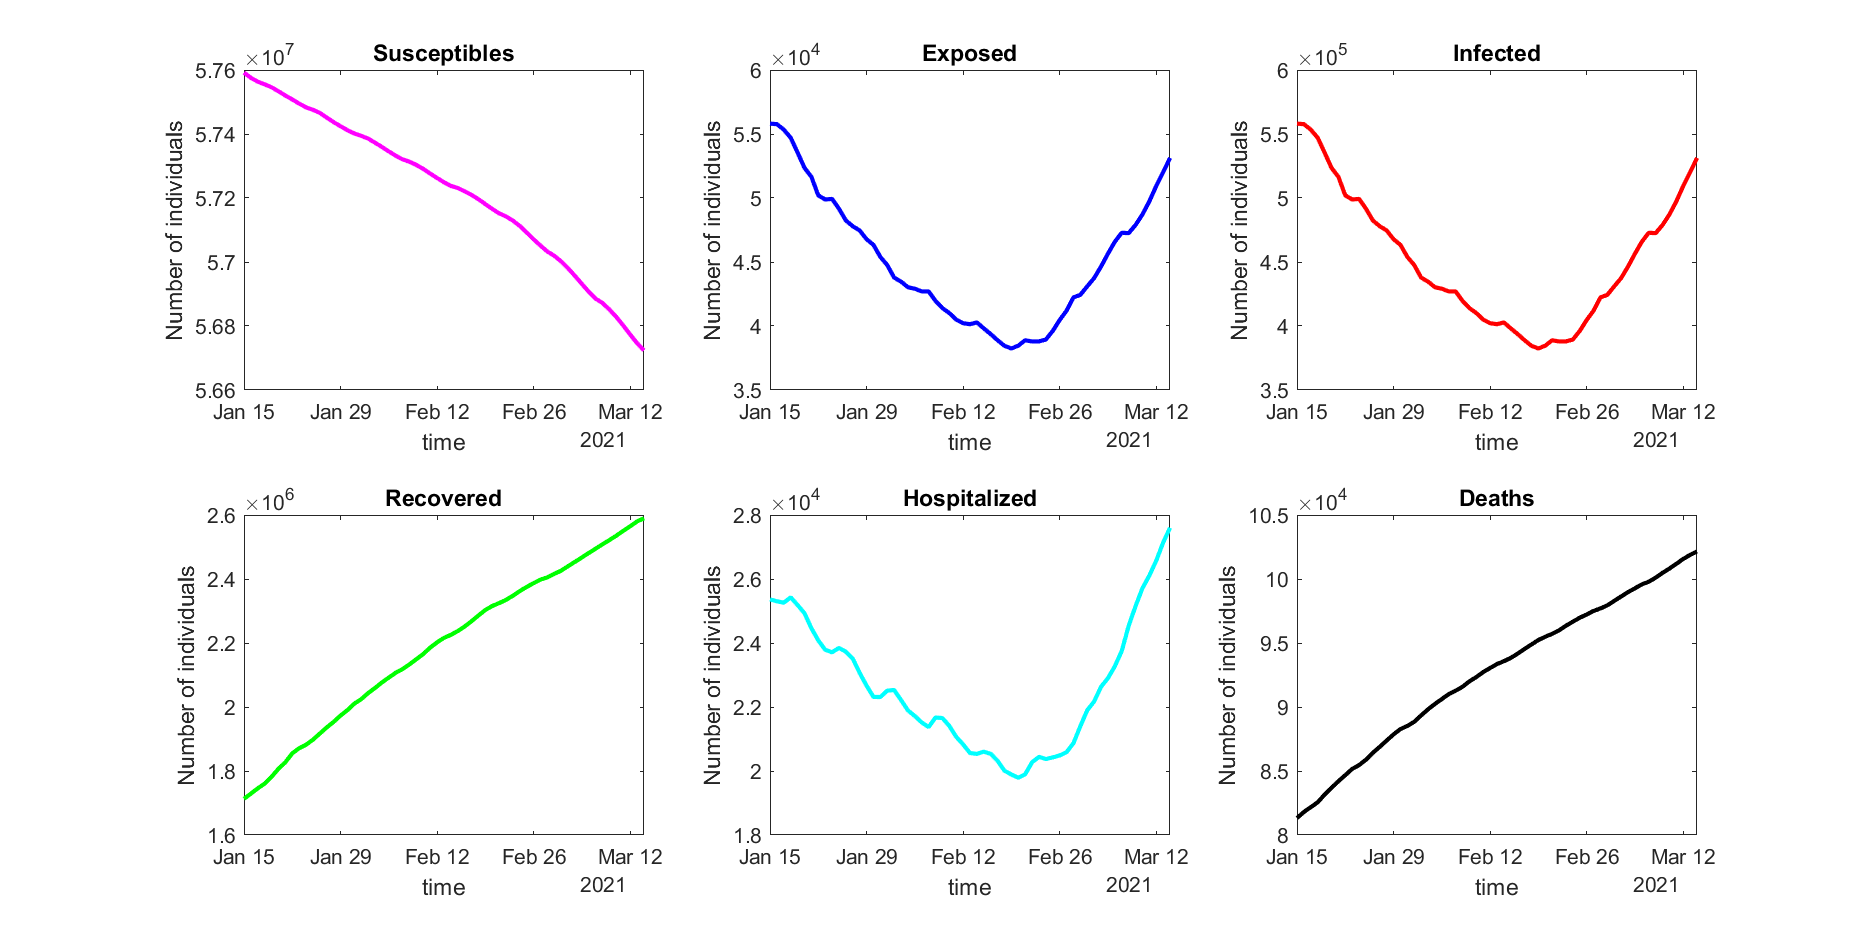 Susceptibles
×10^7
5.76
5.74
5.72
5.7
5.68
5.66
Number of individuals
Jan 15 Jan 29 Feb 12 Feb 26 Mar 12
time
2021
Exposed
×10^4
6
5.5
5
4.5
4
3.5
Number of individuals
Jan 15 Jan 29 Feb 12 Feb 26 Mar 12
time
2021
Infected
×10^5
6
5.5
5
4.5
4
3.5
Number of individuals
Jan 15 Jan 29 Feb 12 Feb 26 Mar 12
time
2021
Recovered
×10^6
2.6
2.4
2.2
2
1.8
1.6
Number of individuals
Jan 15 Jan 29 Feb 12 Feb 26 Mar 12
time
2021
Hospitalized
×10^4
2.8
2.6
2.4
2.2
2
1.8
Number of individuals
Jan 15 Jan 29 Feb 12 Feb 26 Mar 12
time
2021
Deaths
×10^4
10.5
10
9.5
9
8.5
8
Number of individuals
Jan 15 Jan 29 Feb 12 Feb 26 Mar 12
time
2021